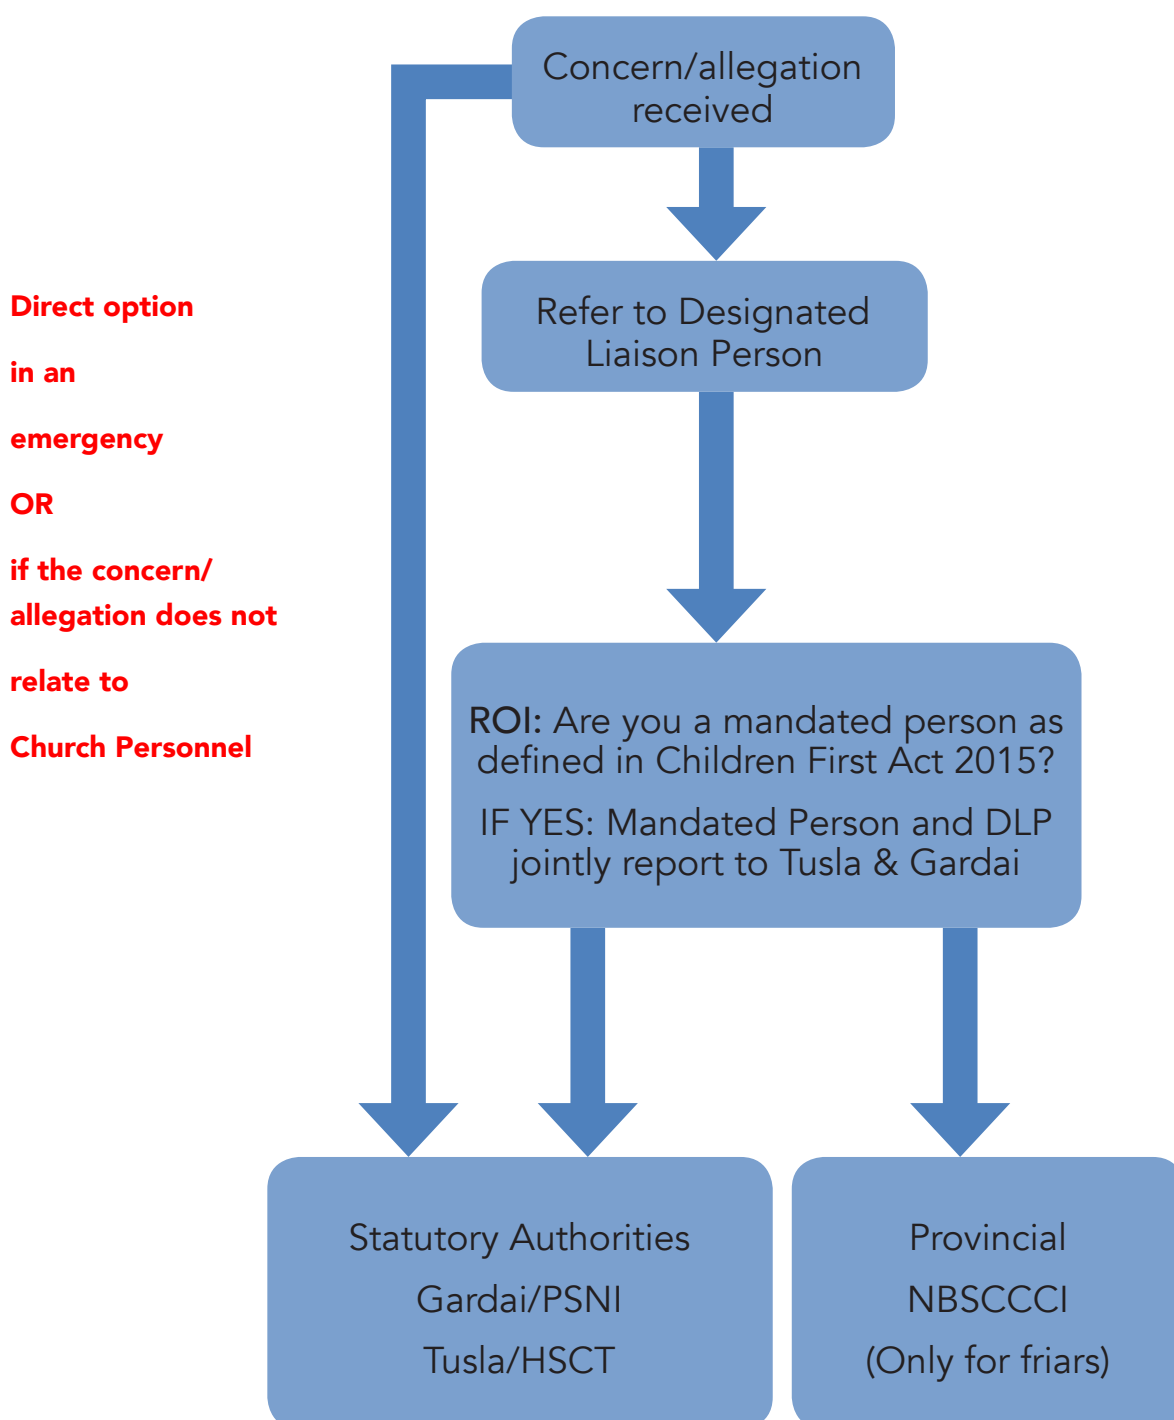 Concern/allegation
received
Refer to Designated
Liaison Person
Direct option
in an
emergency
OR
if the concern/
allegation does not
relate to
Church Personnel
ROI: Are you a mandated person as
defined in Children First Act 2015?
IF YES: Mandated Person and DLP
jointly report to Tusla & Gardai
Statutory Authorities
Gardai/PSNI
Tusla/HSCT
Provincial
NBSCCCI
(Only for friars)